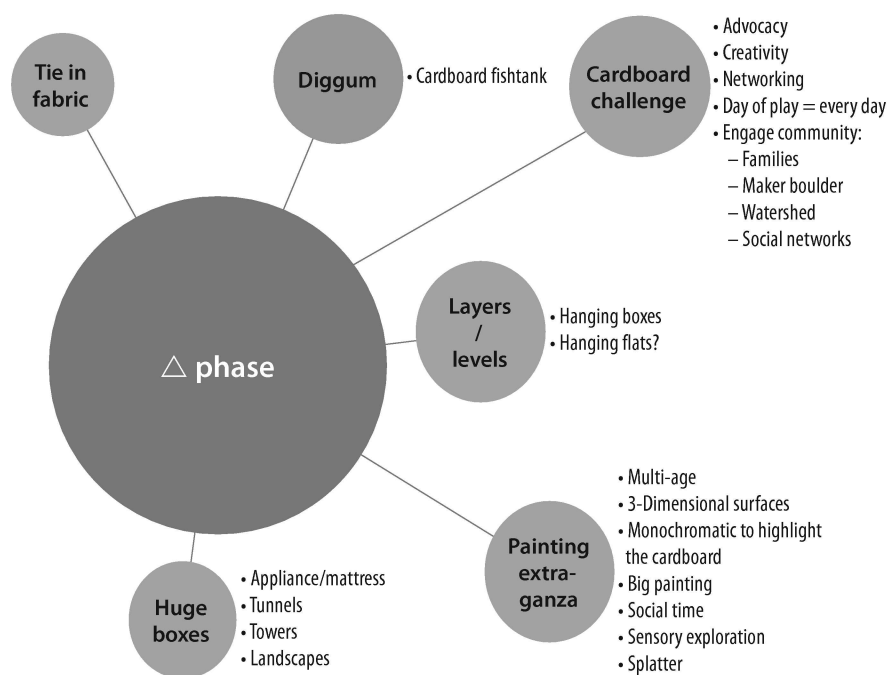 Tie in
fabric
Diggum
• Cardboard fishtank
Cardboard
challenge
• Advocacy
• Creativity
• Networking
• Day of play = every day
• Engage community:
– Families
– Maker boulder
– Watershed
– Social networks
△ phase
Layers
/
levels
• Hanging boxes
• Hanging flats?
Painting
extra-
ganza
• Multi-age
• 3-Dimensional surfaces
• Monochromatic to highlight
the cardboard
• Big painting
• Social time
• Sensory exploration
• Splatter
Huge
boxes
• Appliance/mattress
• Tunnels
• Towers
• Landscapes